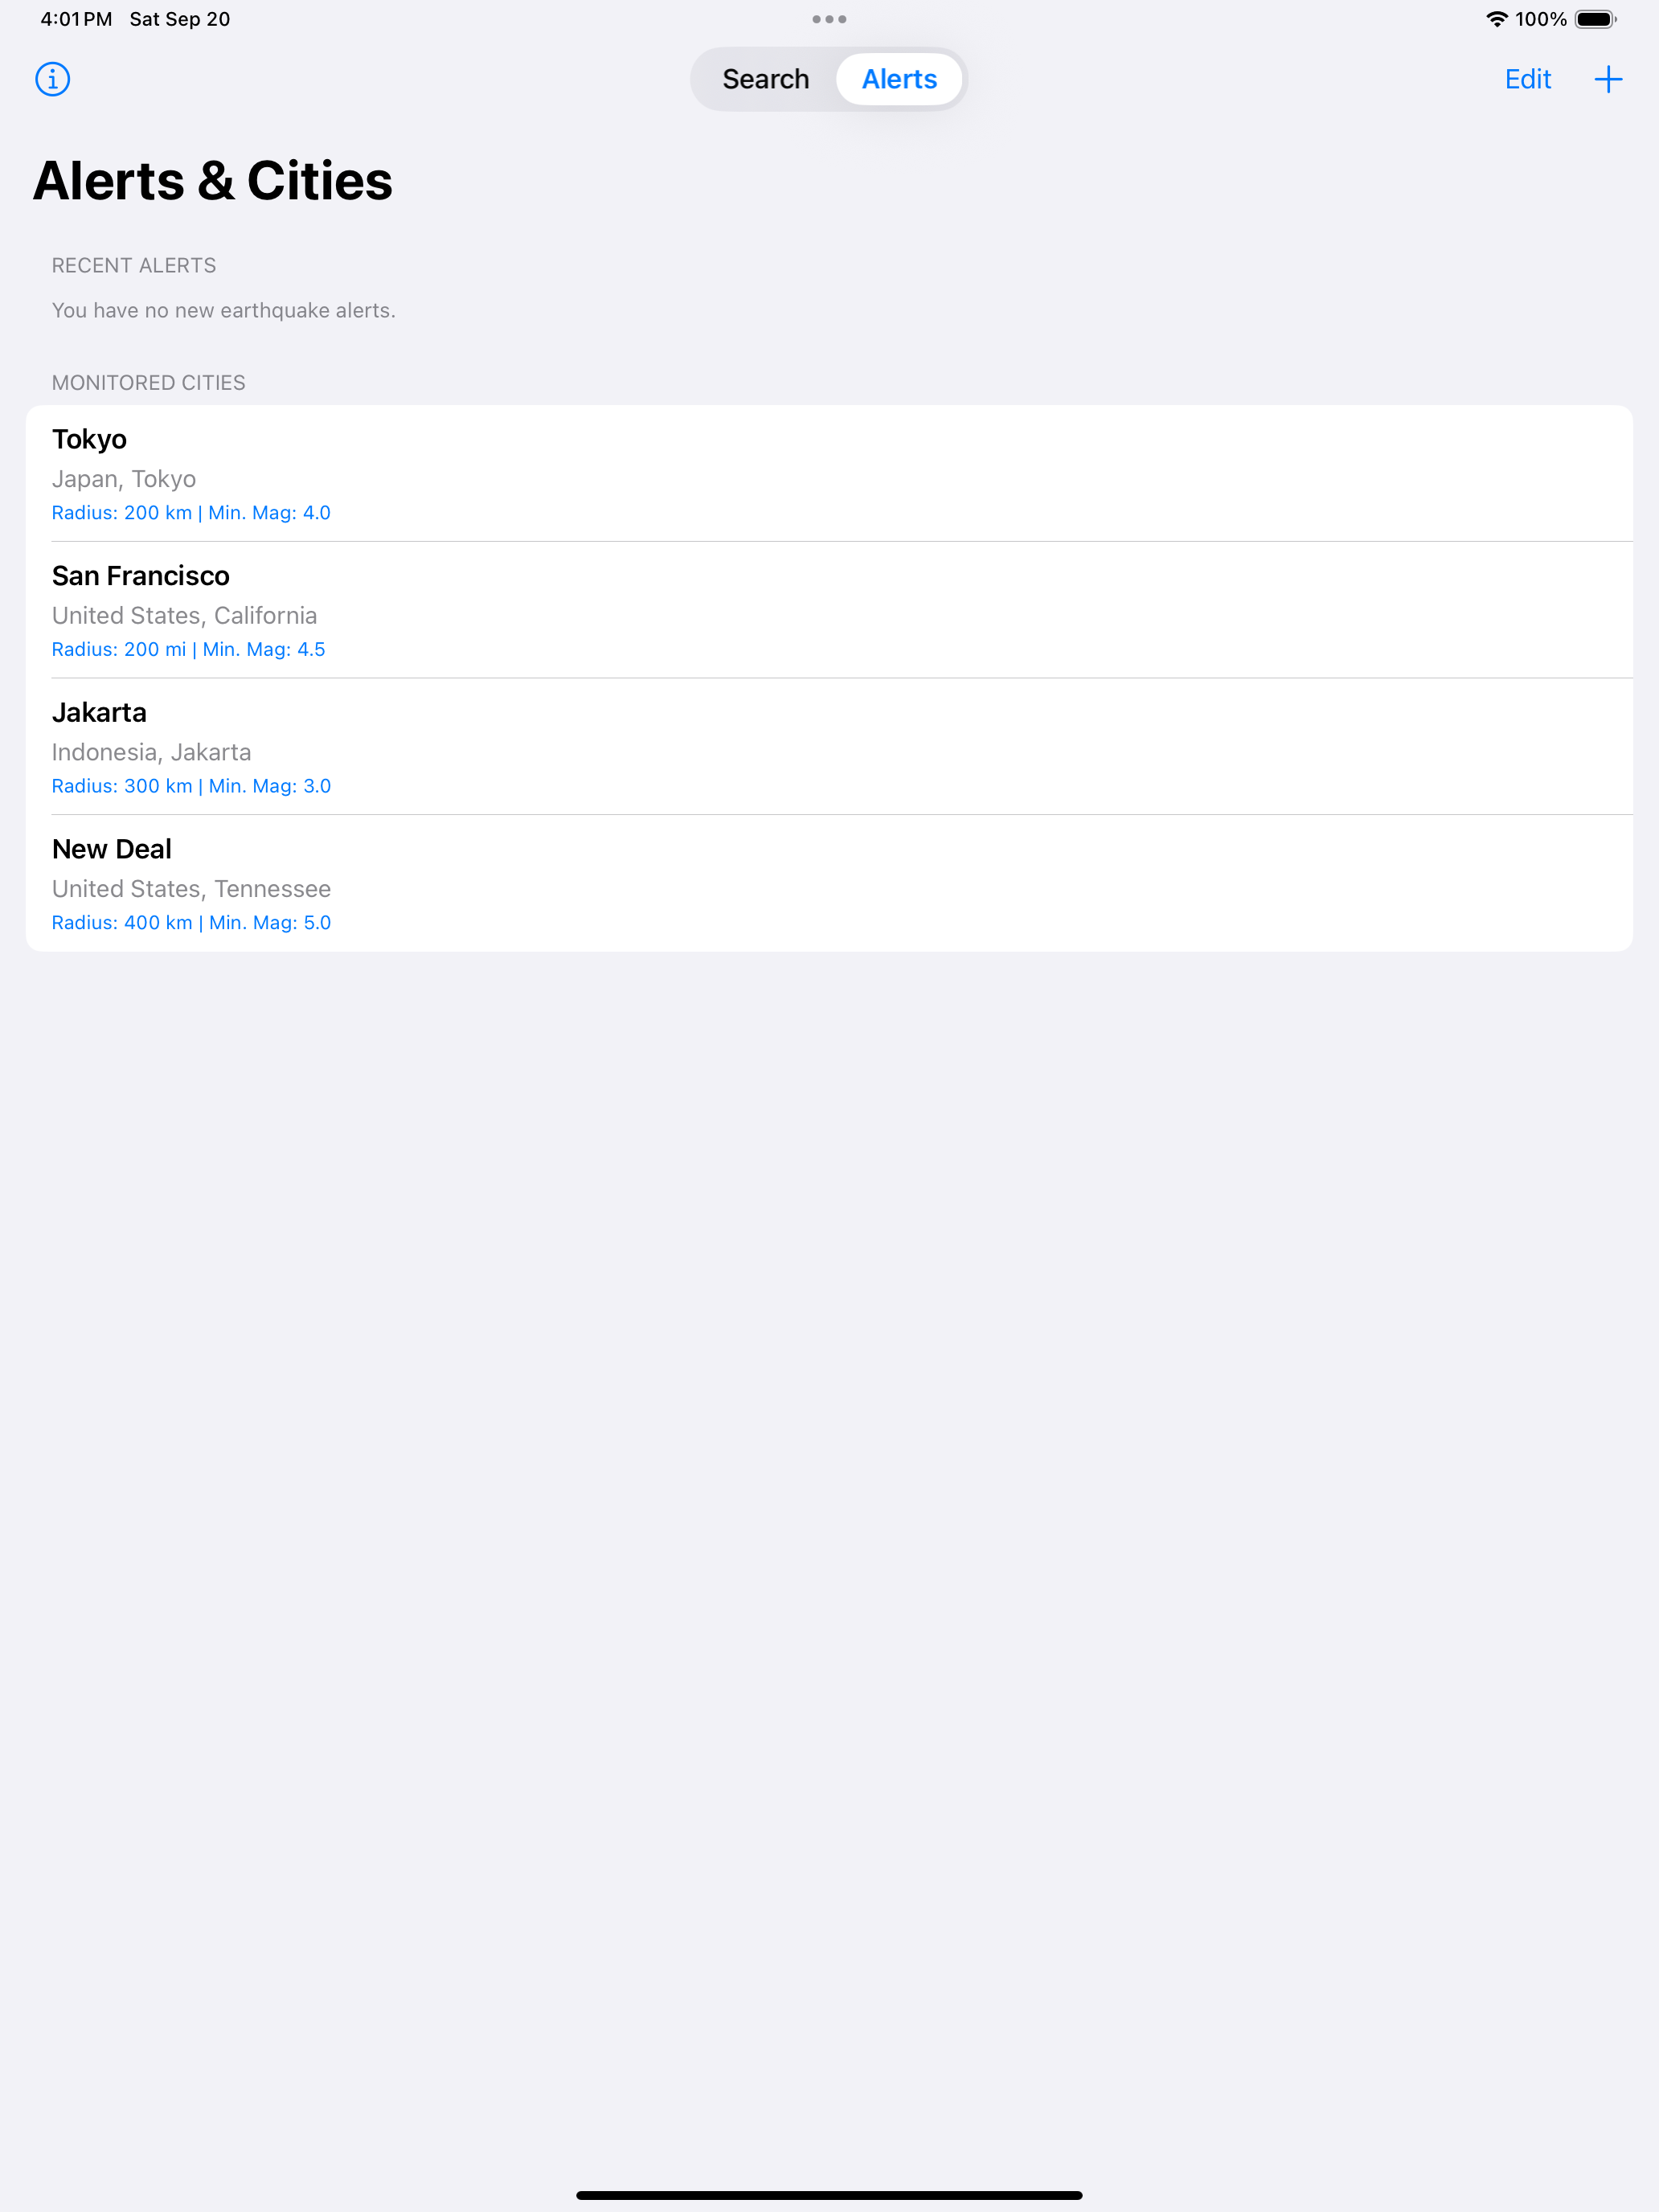 4:01 PM Sat Sep 20
100%
Search Alerts
Edit
Alerts & Cities
RECENT ALERTS
You have no new earthquake alerts.
MONITORED CITIES
Tokyo
Japan, Tokyo
Radius: 200 km | Min. Mag: 4.0
San Francisco
United States, California
Radius: 200 mi | Min. Mag: 4.5
Jakarta
Indonesia, Jakarta
Radius: 300 km | Min. Mag: 3.0
New Deal
United States, Tennessee
Radius: 400 km | Min. Mag: 5.0